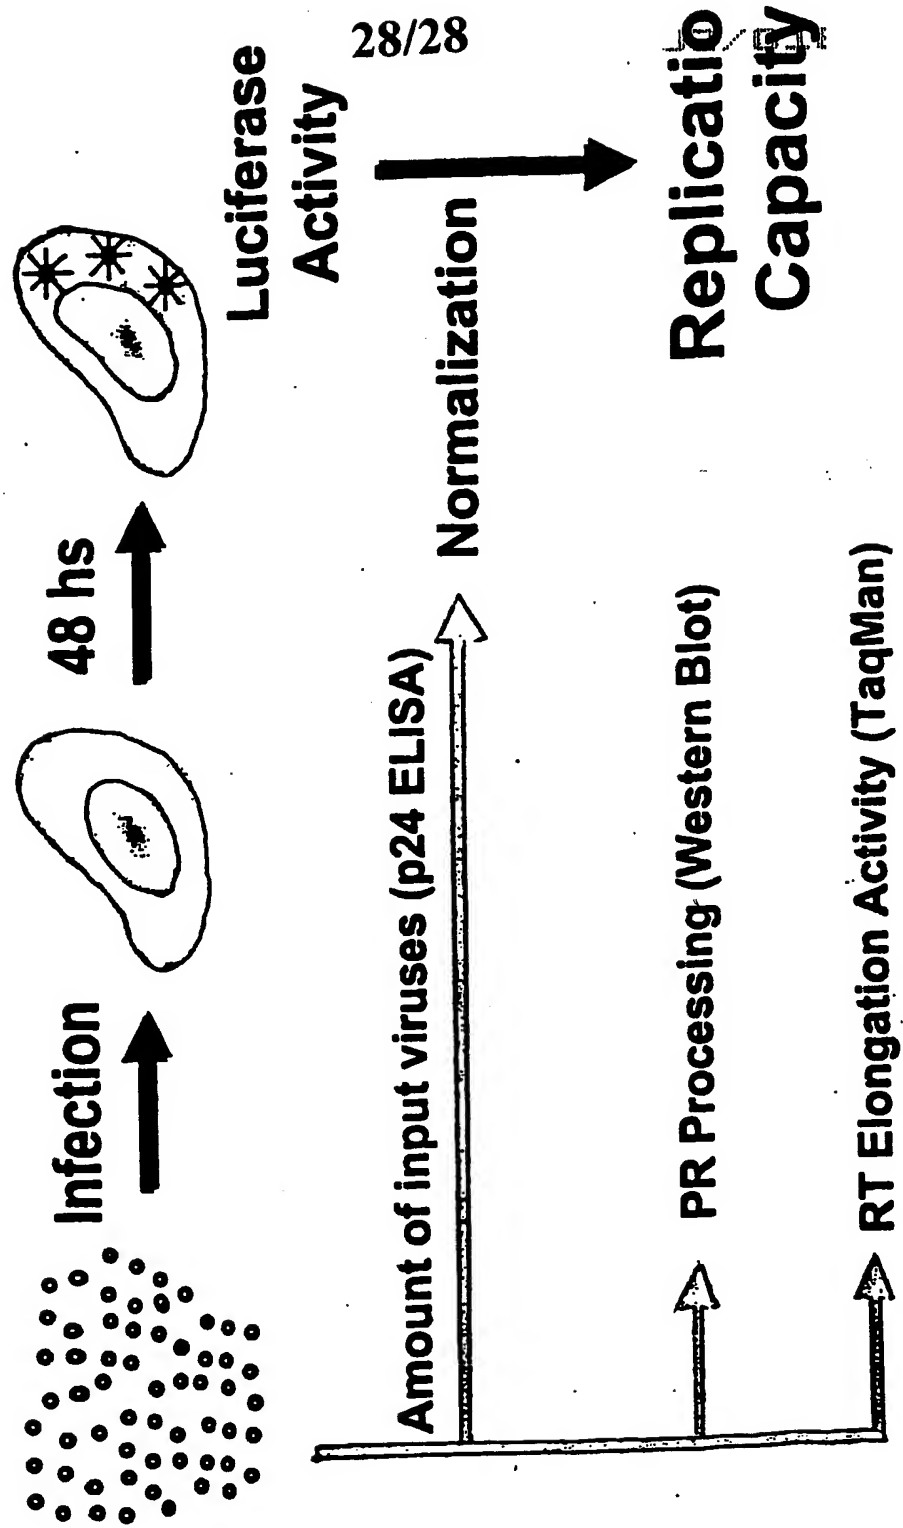 28/28
Infection
48 hs
Luciferase
Activity
Amount of input viruses (p24 ELISA)
Normalization
PR Processing (Western Blot)
Replicatio
Capacity
RT Elongation Activity (TaqMan)